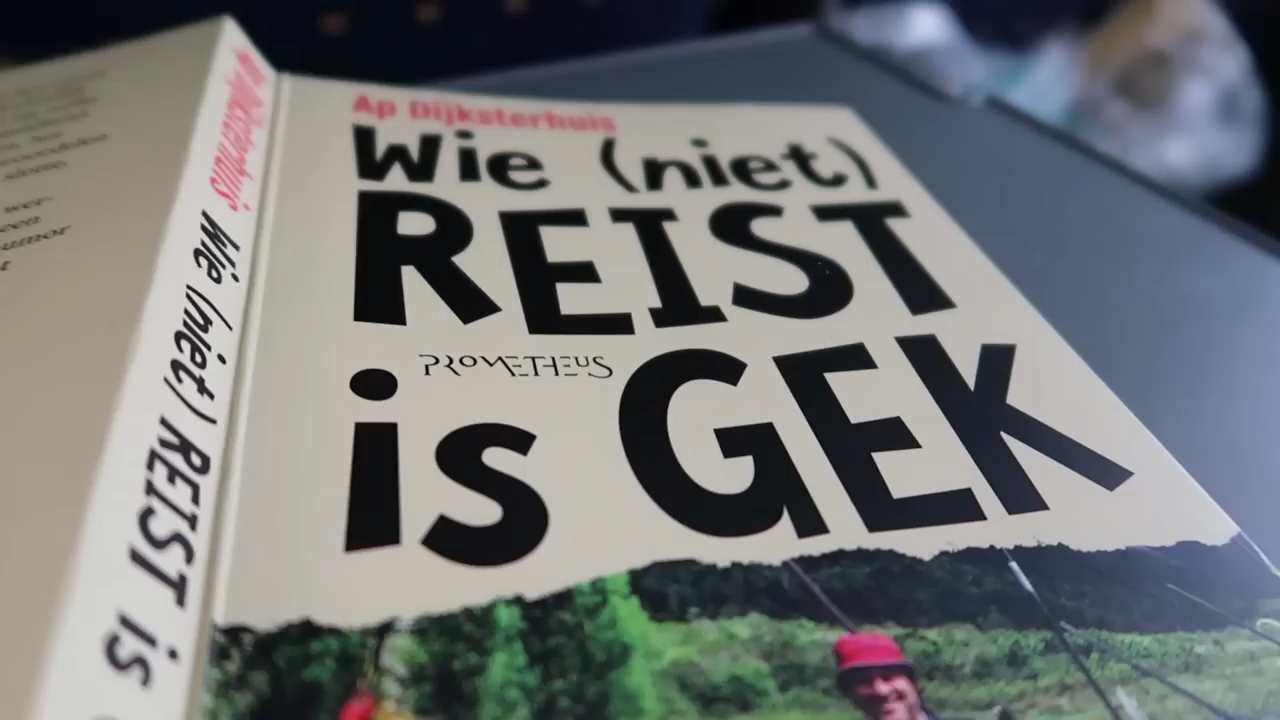 Ap Dijksterhuis
Wie (niet)
REIST
PROMETHEUS
is GEK
Ap Dijksterhuis Wie (niet) REIST is